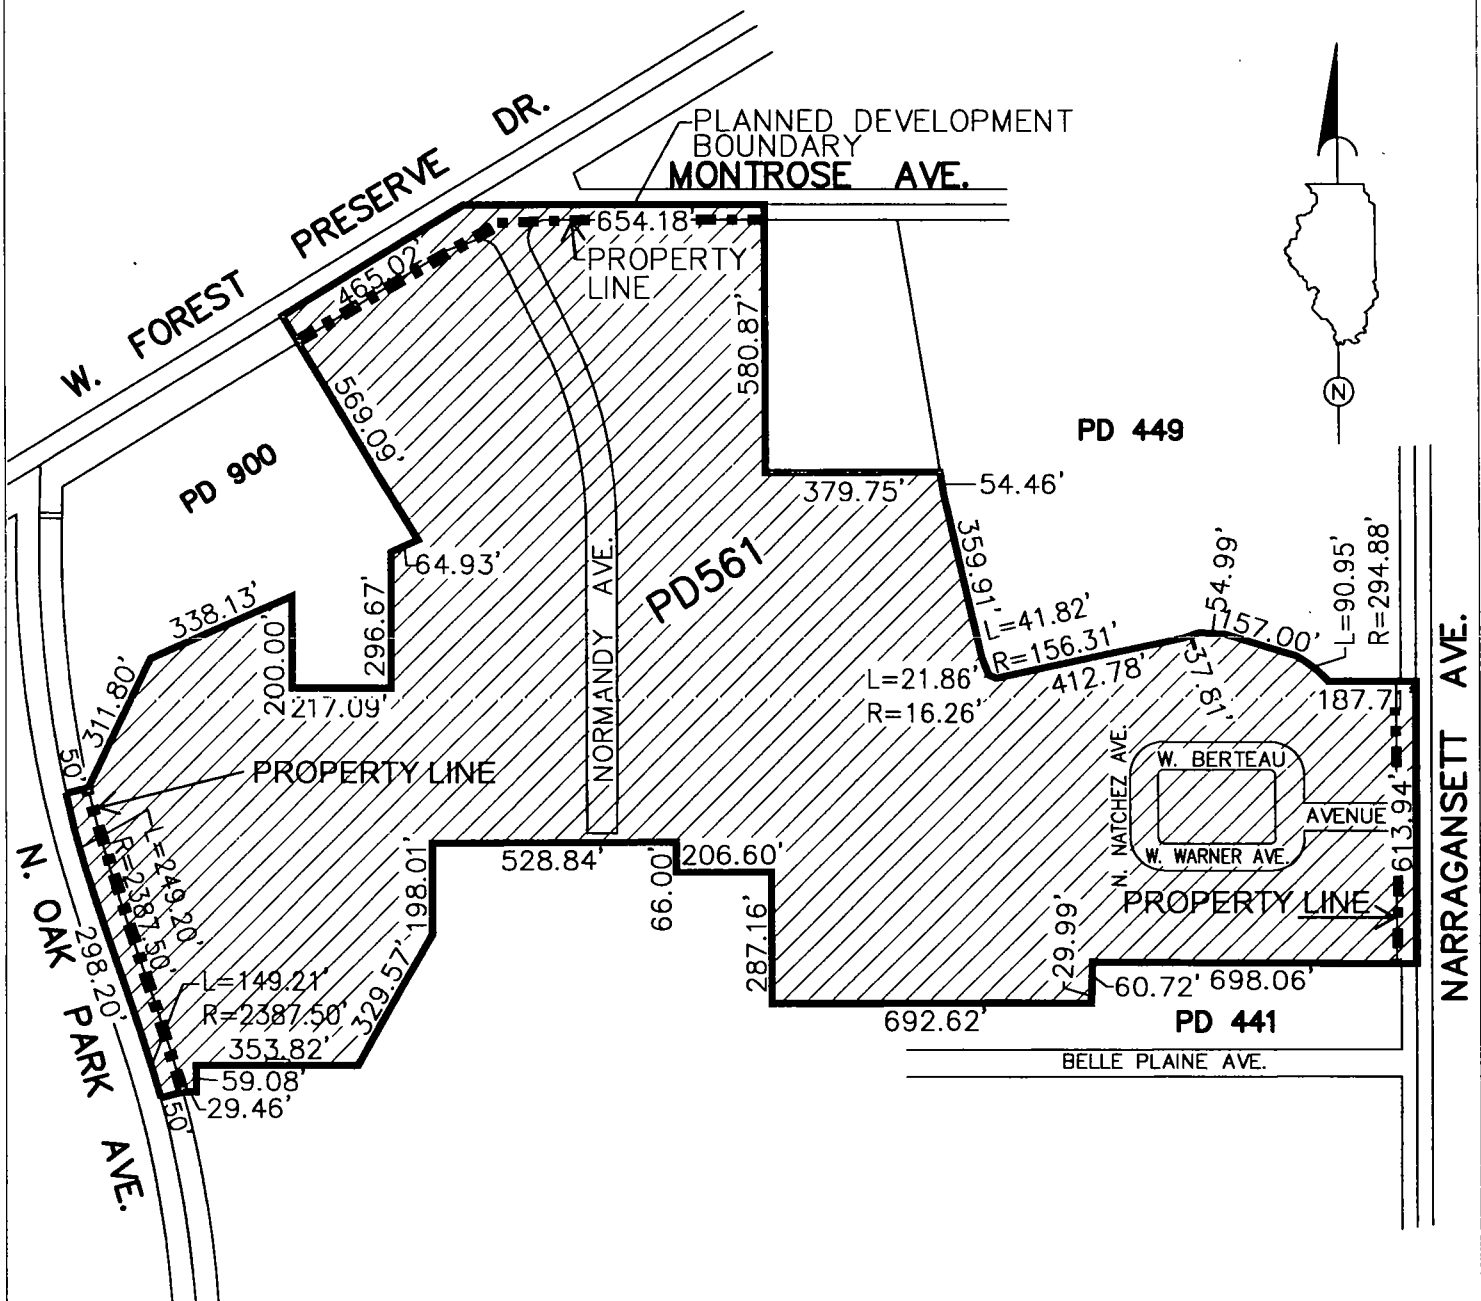 W. FOREST PRESERVE DR.
PLANNED DEVELOPMENT
BOUNDARY
MONTROSE AVE.
654.18'
PROPERTY
LINE
465.02'
580.87'
569.09'
PD 900
PD 449
N
379.75'
54.46'
359.91'
64.93'
296.67'
338.13'
200.00'
217.09'
311.80'
NORMANDY AVE.
PD561
L=41.82'
R=156.31'
L=21.86'
R=16.26'
412.78'
54.99'
157.00'
37.81'
L=90.95'
R=294.88'
187.71'
NARRAGANSETT AVE.
50'
PROPERTY LINE
L=249.20'
R=2387.50'
N. OAK PARK AVE.
298.20'
L=149.21'
R=2387.50'
353.82'
59.08'
29.46'
50'
329.57'
198.01'
528.84'
66.00'
206.60'
287.16'
692.62'
29.99'
60.72'
698.06'
613.94'
N. NATCHEZ AVE.
W. BERTEAU
AVENUE
W. WARNER AVE.
PROPERTY LINE
PD 441
BELLE PLAINE AVE.